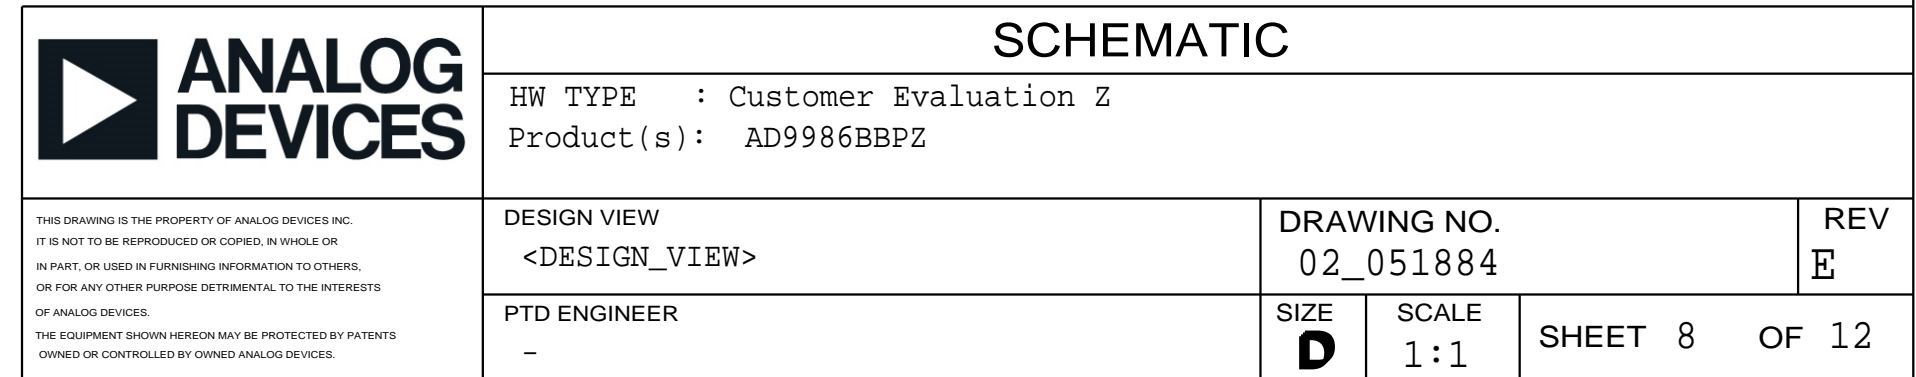 ANALOG
DEVICES
SCHEMATIC
HW TYPE : Customer Evaluation Z
Product(s): AD9986BBPZ
THIS DRAWING IS THE PROPERTY OF ANALOG DEVICES INC.
IT IS NOT TO BE REPRODUCED OR COPIED, IN WHOLE OR
IN PART, OR USED IN FURNISHING INFORMATION TO OTHERS,
OR FOR ANY OTHER PURPOSE DETRIMENTAL TO THE INTERESTS
OF ANALOG DEVICES.
THE EQUIPMENT SHOWN HEREON MAY BE PROTECTED BY PATENTS
OWNED OR CONTROLLED BY OWNED ANALOG DEVICES.
DESIGN VIEW
<DESIGN_VIEW>
DRAWING NO.
02_051884
REV
E
PTD ENGINEER
-
SIZE
D
SCALE
1:1
SHEET 8 OF 12